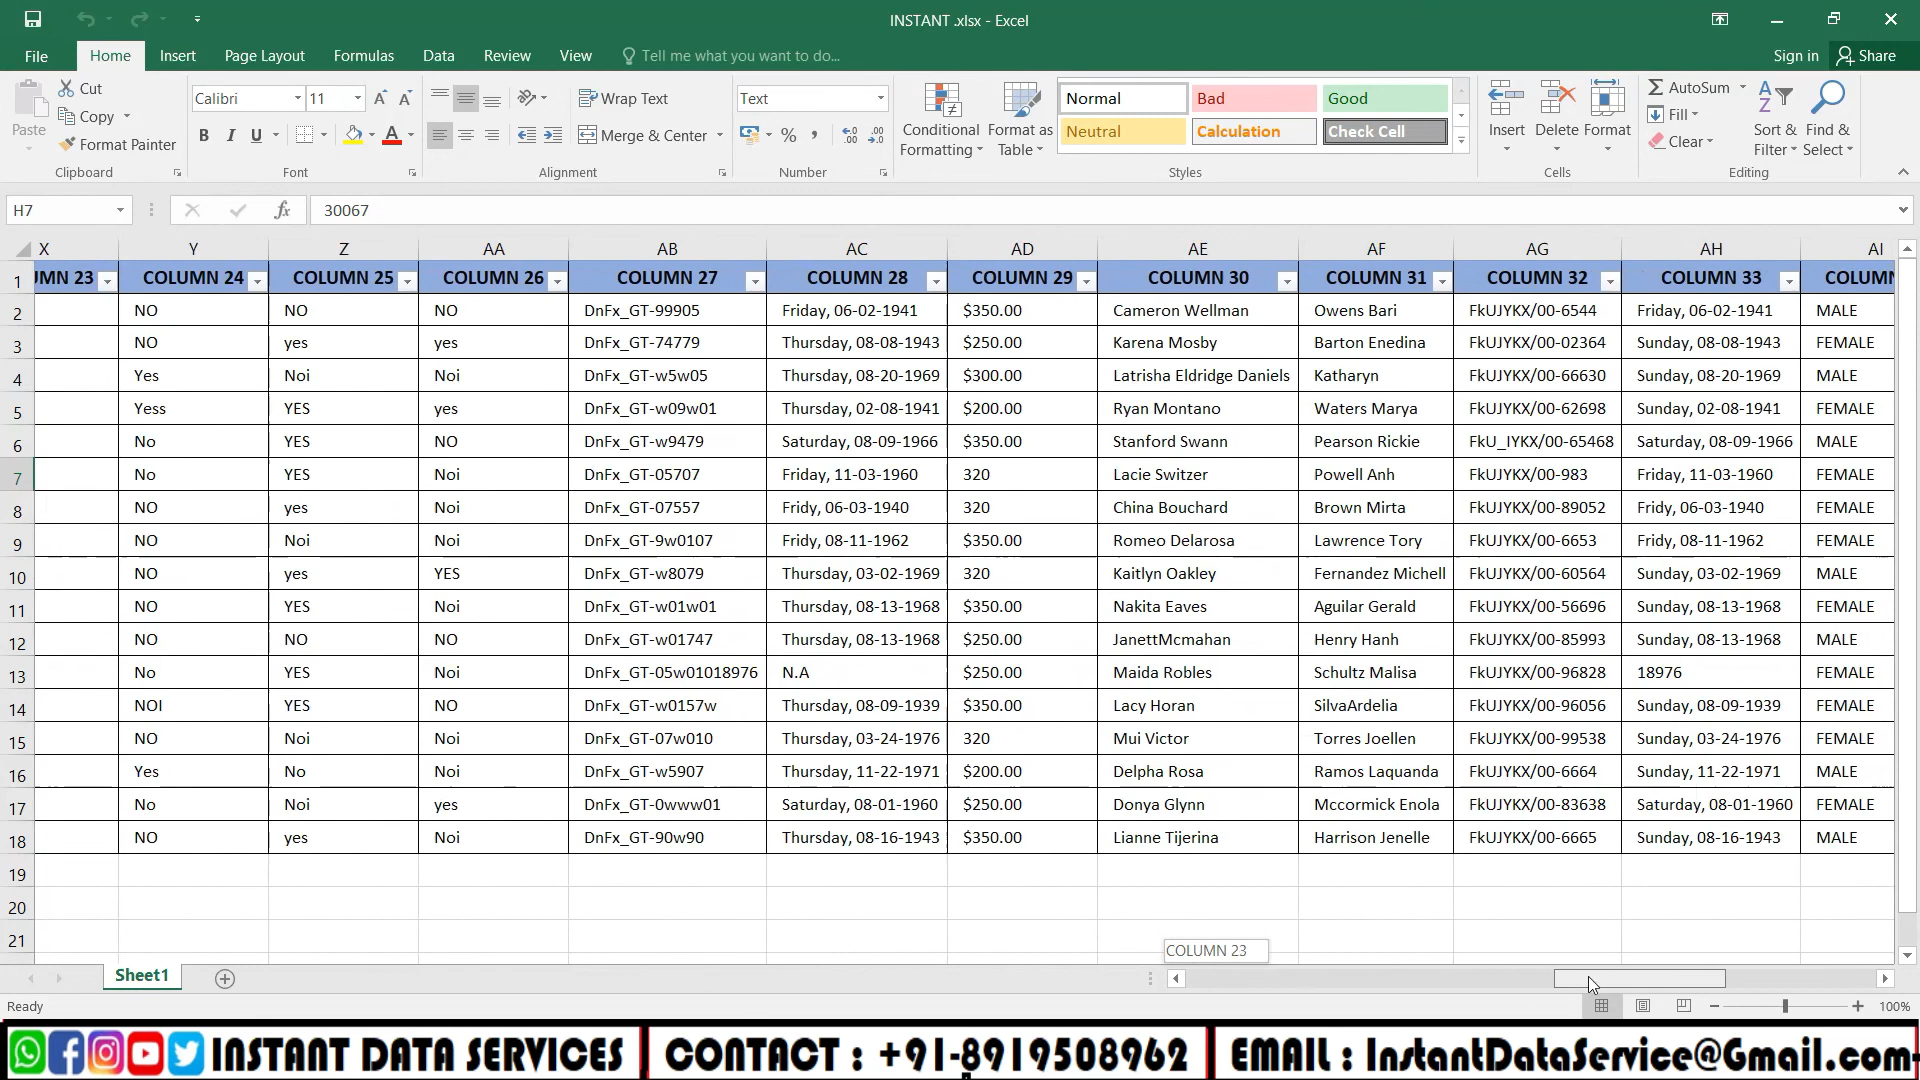 INSTANT .xlsx - Excel
File Home Insert Page Layout Formulas Data Review View Tell me what you want to do... Sign in Share
Paste Cut Copy Format Painter Clipboard
Calibri 11 B I U A A Font
Wrap Text Merge & Center Alignment
Text % , Number
Conditional Formatting Format as Table
Normal Bad Good
Neutral Calculation Check Cell
Styles
Insert Delete Format Cells
AutoSum Fill Clear Sort & Filter Find & Select Editing
H7 fx 30067
X Y Z AA AB AC AD AE AF AG AH AI
1 UMN 23 COLUMN 24 COLUMN 25 COLUMN 26 COLUMN 27 COLUMN 28 COLUMN 29 COLUMN 30 COLUMN 31 COLUMN 32 COLUMN 33 COLUMN
2 NO NO NO DnFx_GT-99905 Friday, 06-02-1941 $350.00 Cameron Wellman Owens Bari FkUJYKX/00-6544 Friday, 06-02-1941 MALE
3 NO yes yes DnFx_GT-74779 Thursday, 08-08-1943 $250.00 Karena Mosby Barton Enedina FkUJYKX/00-02364 Sunday, 08-08-1943 FEMALE
4 Yes Noi Noi DnFx_GT-w5w05 Thursday, 08-20-1969 $300.00 Latrisha Eldridge Daniels Katharyn FkUJYKX/00-66630 Sunday, 08-20-1969 MALE
5 Yess YES yes DnFx_GT-w09w01 Thursday, 02-08-1941 $200.00 Ryan Montano Waters Marya FkUJYKX/00-62698 Sunday, 02-08-1941 FEMALE
6 No YES NO DnFx_GT-w9479 Saturday, 08-09-1966 $350.00 Stanford Swann Pearson Rickie FkU_IYKX/00-65468 Saturday, 08-09-1966 MALE
7 No YES Noi DnFx_GT-05707 Friday, 11-03-1960 320 Lacie Switzer Powell Anh FkUJYKX/00-983 Friday, 11-03-1960 FEMALE
8 NO yes Noi DnFx_GT-07557 Fridy, 06-03-1940 320 China Bouchard Brown Mirta FkUJYKX/00-89052 Fridy, 06-03-1940 FEMALE
9 NO Noi Noi DnFx_GT-9w0107 Fridy, 08-11-1962 $350.00 Romeo Delarosa Lawrence Tory FkUJYKX/00-6653 Fridy, 08-11-1962 FEMALE
10 NO yes YES DnFx_GT-w8079 Thursday, 03-02-1969 320 Kaitlyn Oakley Fernandez Michell FkUJYKX/00-60564 Sunday, 03-02-1969 MALE
11 NO YES Noi DnFx_GT-w01w01 Thursday, 08-13-1968 $350.00 Nakita Eaves Aguilar Gerald FkUJYKX/00-56696 Sunday, 08-13-1968 FEMALE
12 NO NO NO DnFx_GT-w01747 Thursday, 08-13-1968 $250.00 JanettMcmahan Henry Hanh FkUJYKX/00-85993 Sunday, 08-13-1968 MALE
13 No YES Noi DnFx_GT-05w01018976 N.A $250.00 Maida Robles Schultz Malisa FkUJYKX/00-96828 18976 FEMALE
14 NOI YES NO DnFx_GT-w0157w Thursday, 08-09-1939 $350.00 Lacy Horan SilvaArdelia FkUJYKX/00-96056 Sunday, 08-09-1939 FEMALE
15 NO Noi Noi DnFx_GT-07w010 Thursday, 03-24-1976 320 Mui Victor Torres Joellen FkUJYKX/00-99538 Sunday, 03-24-1976 FEMALE
16 Yes No Noi DnFx_GT-w5907 Thursday, 11-22-1971 $200.00 Delpha Rosa Ramos Laquanda FkUJYKX/00-6664 Sunday, 11-22-1971 MALE
17 No Noi yes DnFx_GT-0www01 Saturday, 08-01-1960 $250.00 Donya Glynn Mccormick Enola FkUJYKX/00-83638 Saturday, 08-01-1960 FEMALE
18 NO yes Noi DnFx_GT-90w90 Thursday, 08-16-1943 $350.00 Lianne Tijerina Harrison Jenelle FkUJYKX/00-6665 Sunday, 08-16-1943 MALE
19
20
21
COLUMN 23
Sheet1
Ready 100%
INSTANT DATA SERVICES CONTACT : +91-8919508962 EMAIL : InstantDataService@Gmail.com